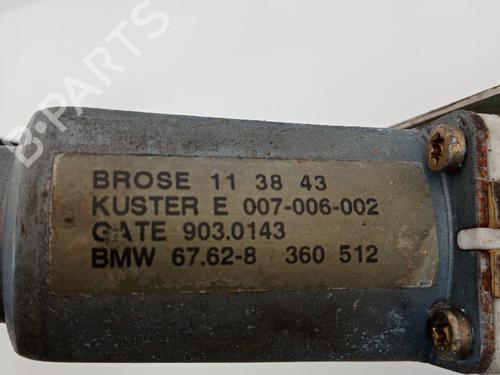 B-PARTS
BROSE 11 38 43
KUSTER E 007-006-002
GATE 903.0143
BMW 67.62-8 360 512